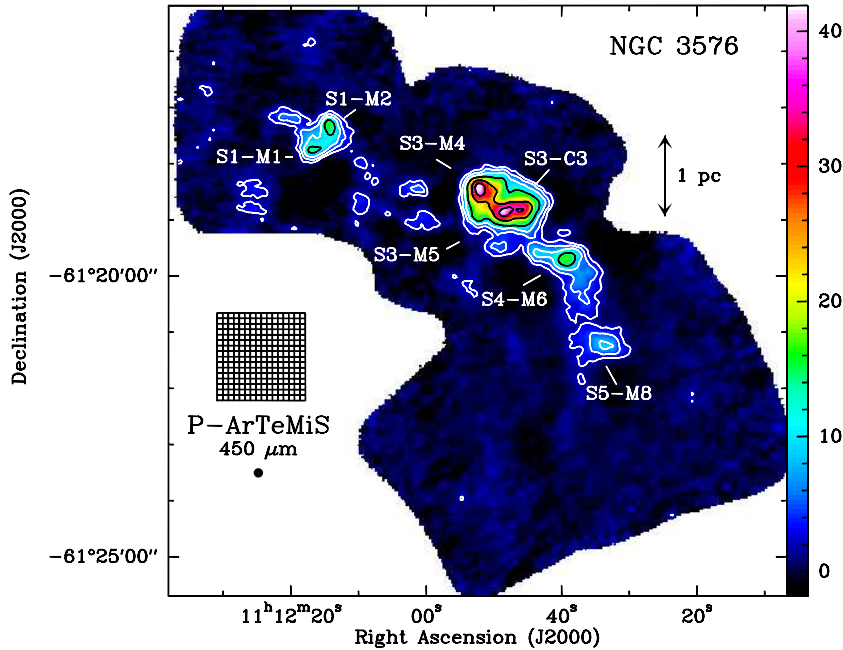 NGC 3576
40
S1-M2
S3-M4
S1-M1-
S3-C3
30
1 pc
S3-M5
Declination (J2000)
-61°20′00″
S4-M6
20
S5-M8
P-ArTeMiS
450 μm
10
-61°25′00″
0
11ʰ12ᵐ20ˢ 00ˢ 40ˢ 20ˢ
Right Ascension (J2000)